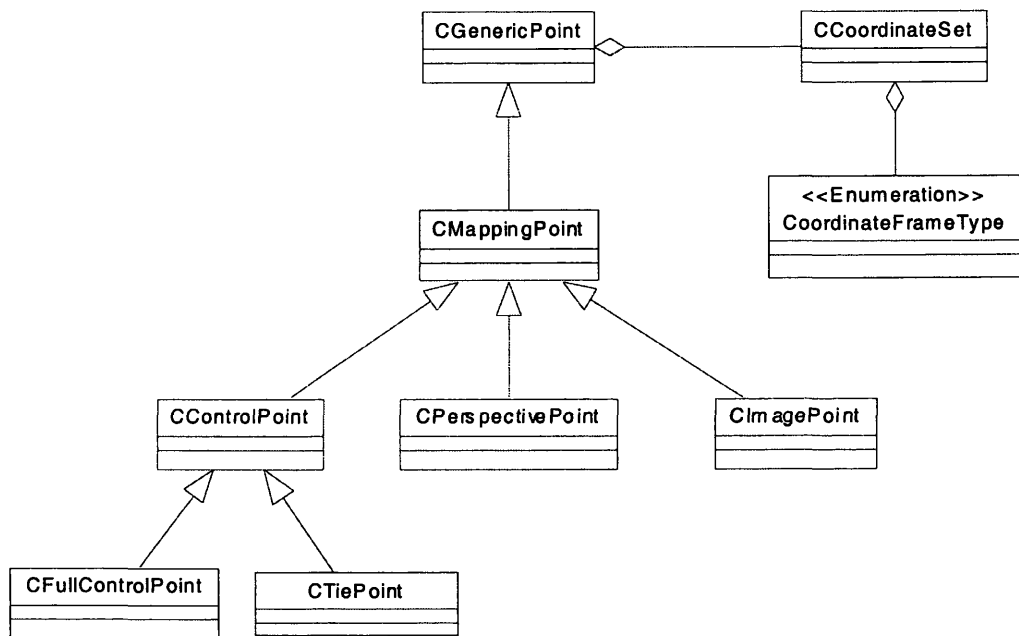 CGenericPoint
CCoordinateSet
<<Enumeration>>
CoordinateFrameType
CMappingPoint
CControlPoint
CPerspectivePoint
CImagePoint
CFullControlPoint
CTiePoint